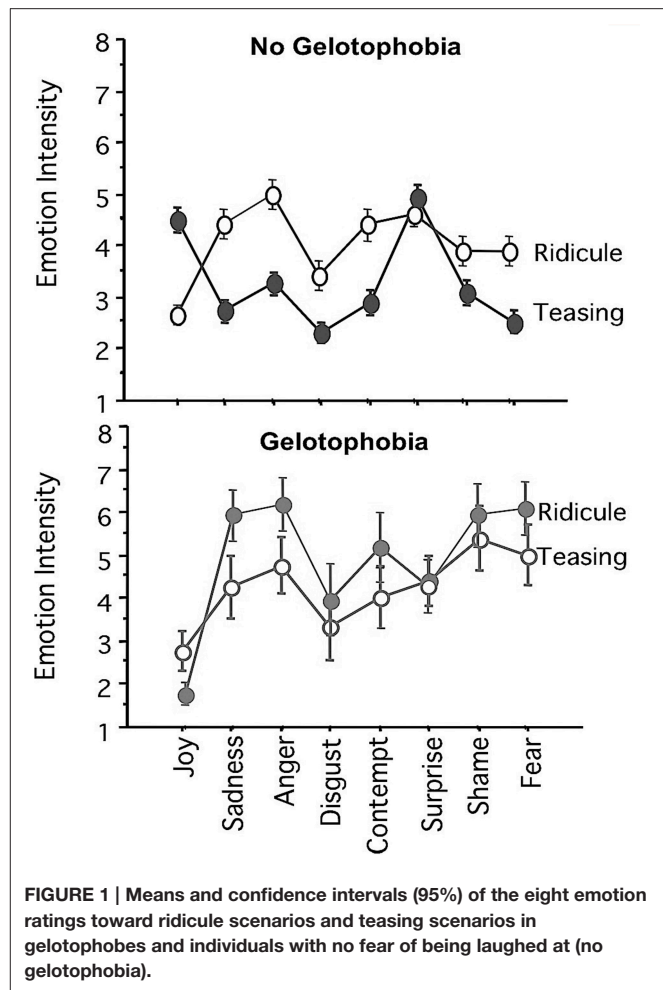 No Gelotophobia
Emotion Intensity
8
7
6
5
4
3
2
1
Ridicule
Teasing
Gelotophobia
Emotion Intensity
8
7
6
5
4
3
2
1
Ridicule
Teasing
Joy
Sadness
Anger
Disgust
Contempt
Surprise
Shame
Fear
FIGURE 1 | Means and confidence intervals (95%) of the eight emotion
ratings toward ridicule scenarios and teasing scenarios in
gelotophobes and individuals with no fear of being laughed at (no
gelotophobia).